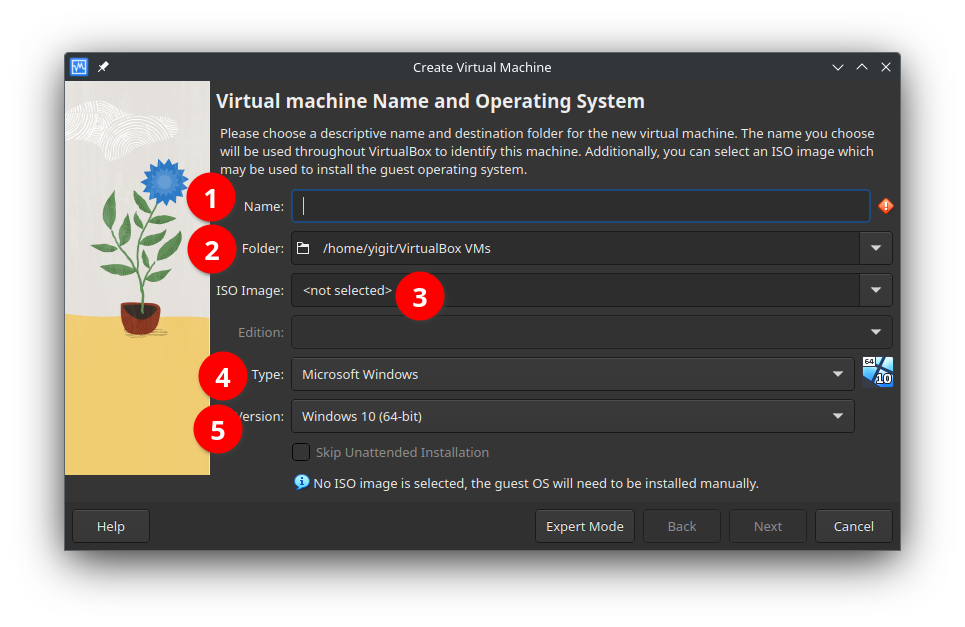 Create Virtual Machine
Virtual machine Name and Operating System
Please choose a descriptive name and destination folder for the new virtual machine. The name you choose
will be used throughout VirtualBox to identify this machine. Additionally, you can select an ISO image which
may be used to install the guest operating system.
1 Name:
2 Folder: /home/yigit/VirtualBox VMs
ISO Image: <not selected> 3
Edition:
4 Type: Microsoft Windows 64 10
5 Version: Windows 10 (64-bit)
Skip Unattended Installation
No ISO image is selected, the guest OS will need to be installed manually.
Help Expert Mode Back Next Cancel